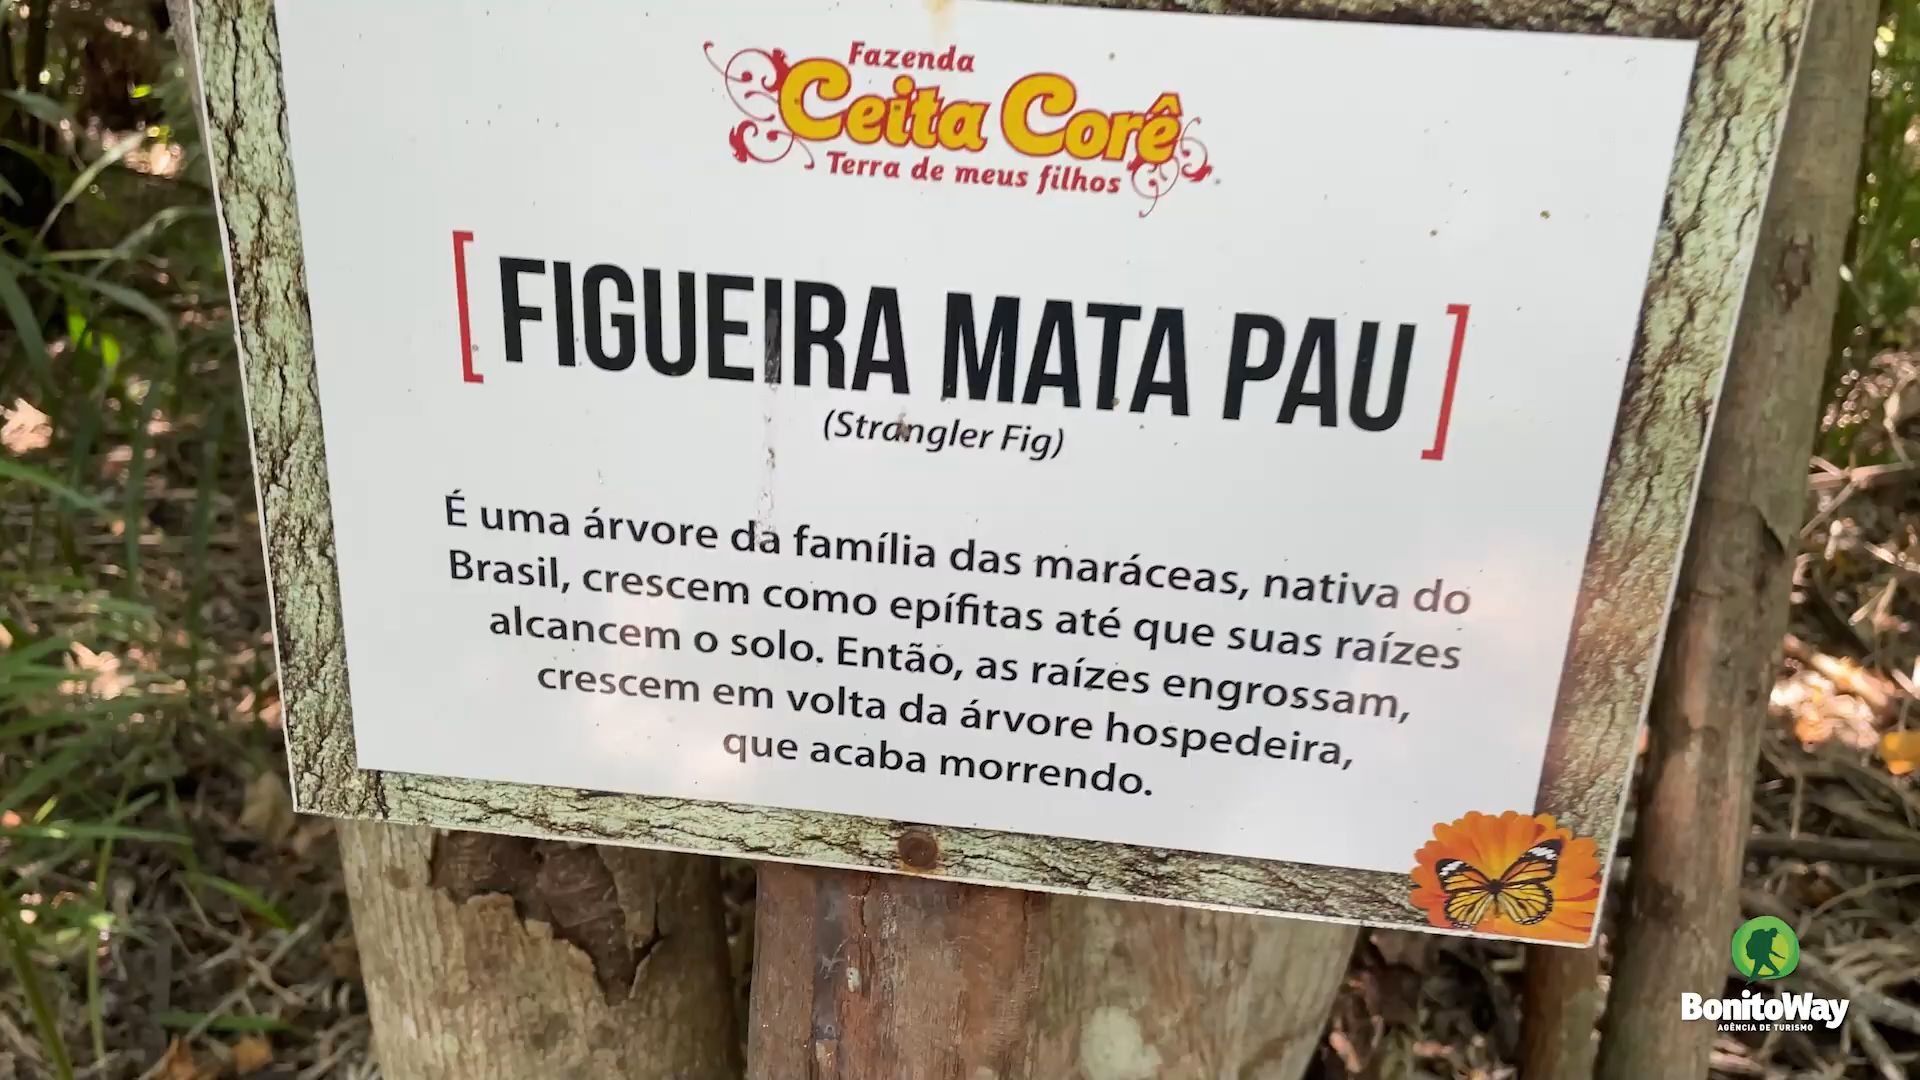 Fazenda
Ceita Corê
Terra de meus filhos
[FIGUEIRA MATA PAU]
(Strangler Fig)
É uma árvore da família das maráceas, nativa do
Brasil, crescem como epífitas até que suas raízes
alcancem o solo. Então, as raízes engrossam,
crescem em volta da árvore hospedeira,
que acaba morrendo.
BonitoWay
AGÊNCIA DE TURISMO